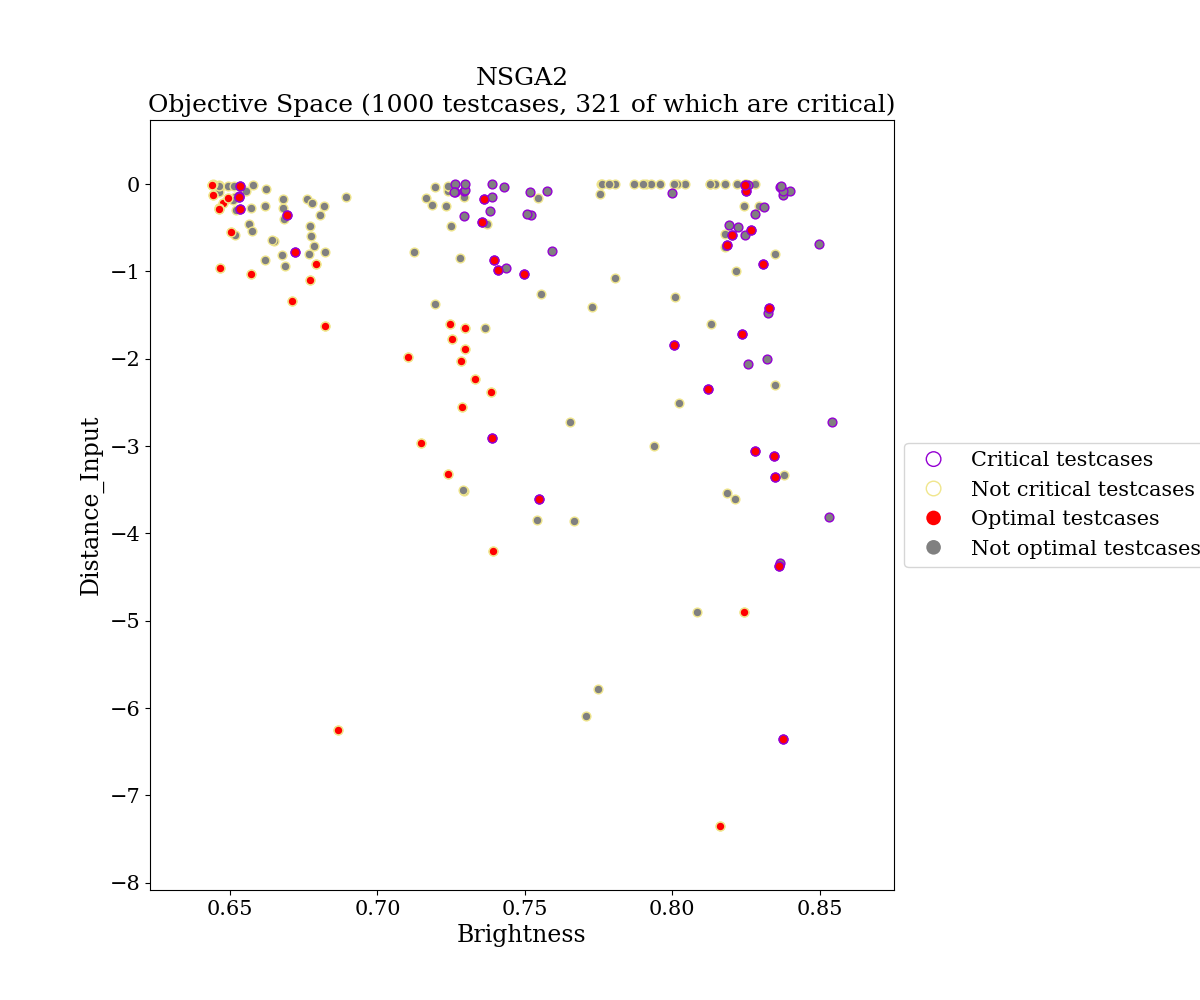 NSGA2
Objective Space (1000 testcases, 321 of which are critical)
0
−1
−2
−3
−4
−5
−6
−7
−8
Distance_Input
0.65
0.70
0.75
0.80
0.85
Brightness
Critical testcases
Not critical testcases
Optimal testcases
Not optimal testcases